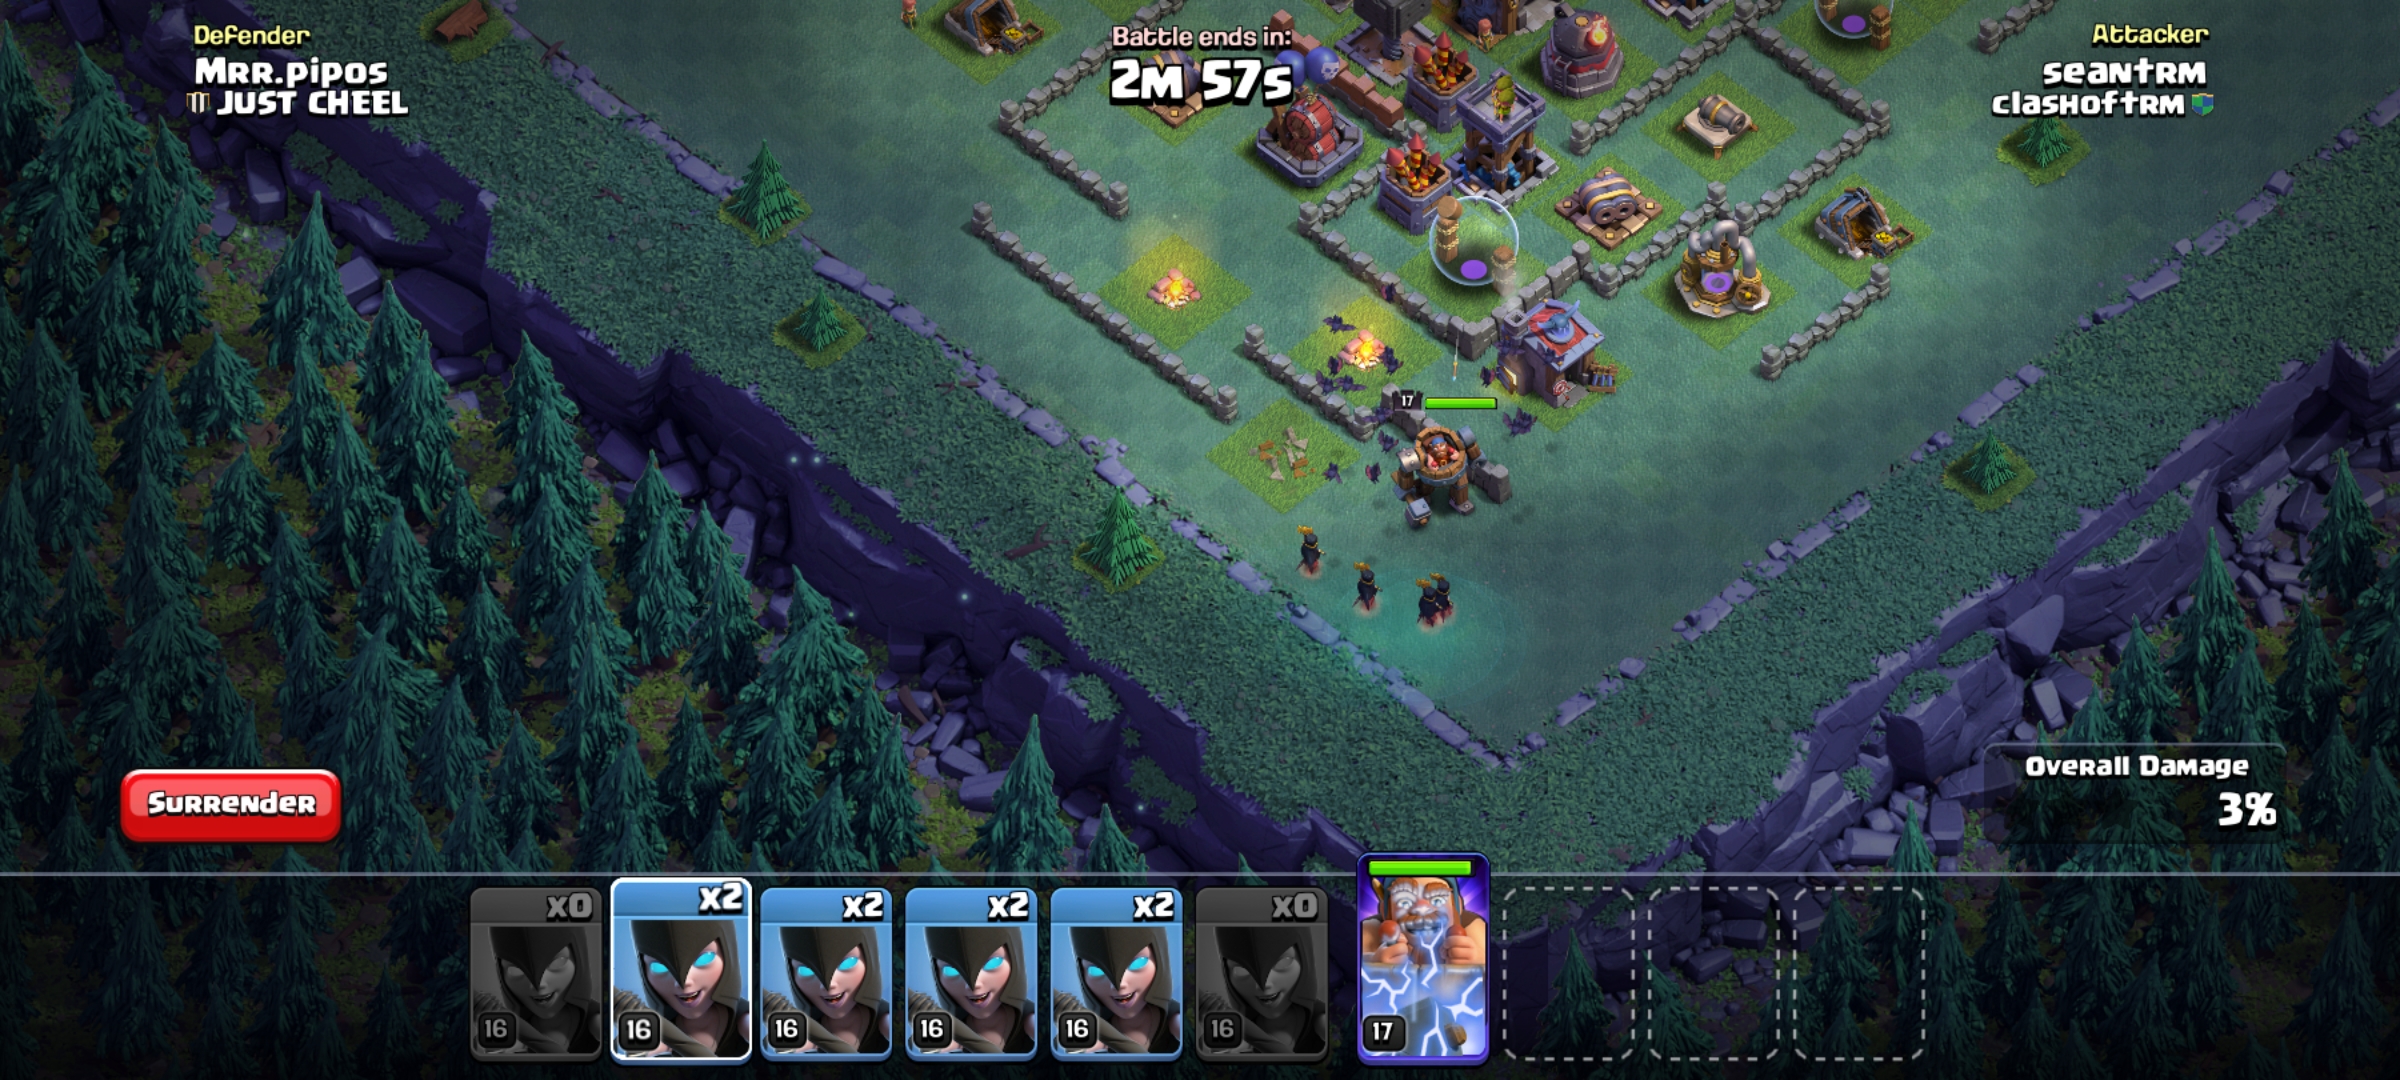 Defender
Mrr.pipos
JUST CHEEL
Battle ends in:
2M 57s
Attacker
seantRM
clashoftRM
17
Surrender
Overall Damage
3%
x0
x2
x2
x2
x2
x0
16
16
16
16
16
16
17